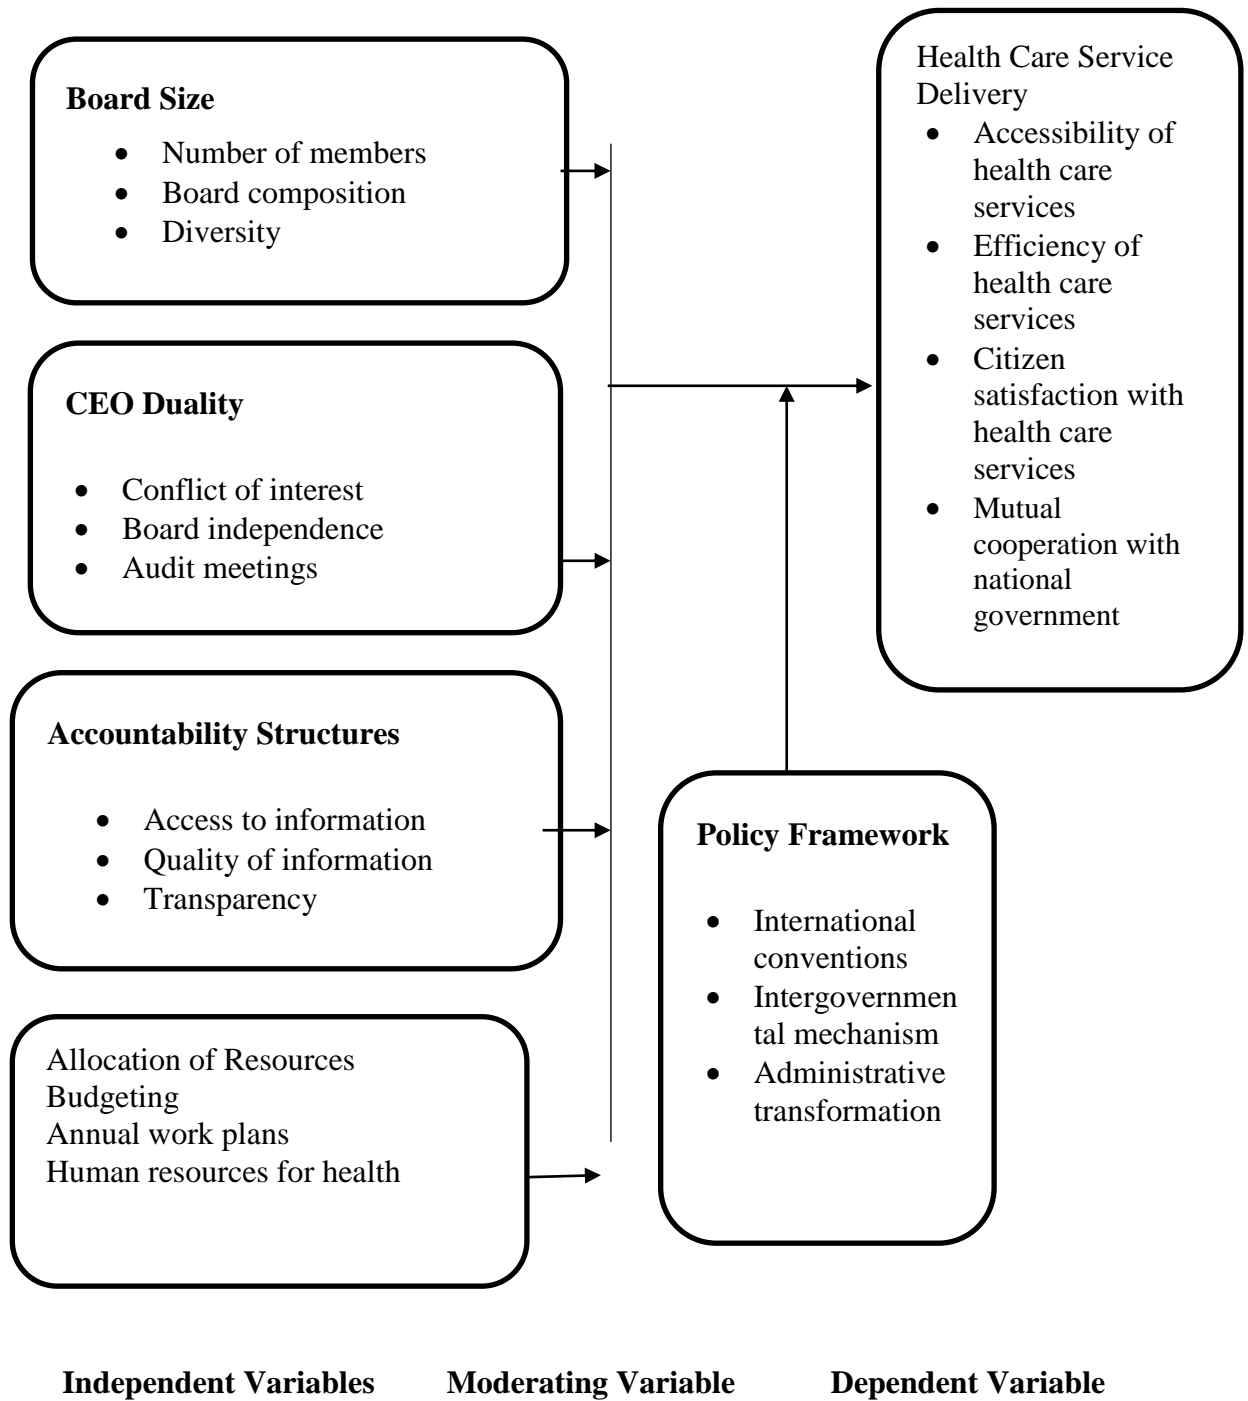 Board Size
• Number of members
• Board composition
• Diversity
CEO Duality
• Conflict of interest
• Board independence
• Audit meetings
Accountability Structures
• Access to information
• Quality of information
• Transparency
Allocation of Resources
Budgeting
Annual work plans
Human resources for health
Policy Framework
• International
conventions
• Intergovernmen
tal mechanism
• Administrative
transformation
Health Care Service
Delivery
• Accessibility of
health care
services
• Efficiency of
health care
services
• Citizen
satisfaction with
health care
services
• Mutual
cooperation with
national
government
Independent Variables
Moderating Variable
Dependent Variable